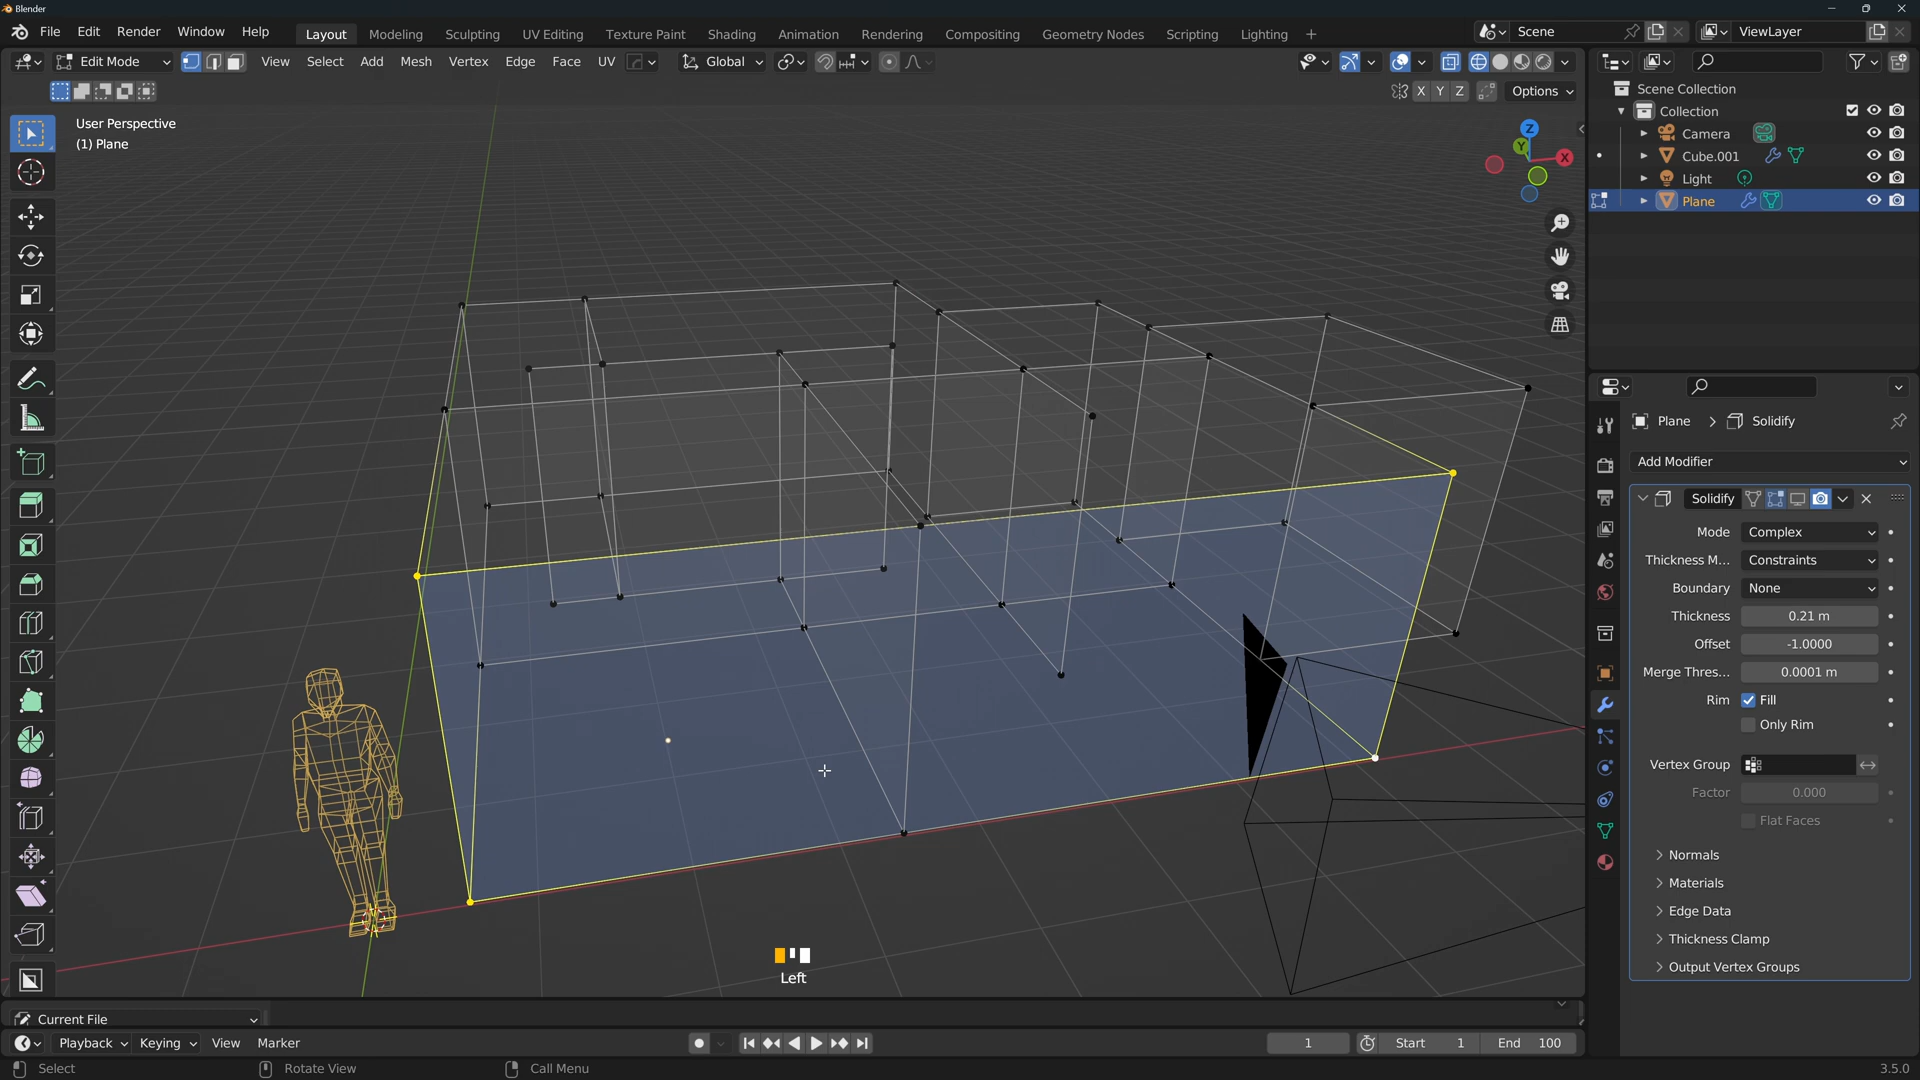 Blender
File Edit Render Window Help
Layout Modeling Sculpting UV Editing Texture Paint Shading Animation Rendering Compositing Geometry Nodes Scripting Lighting +
Scene
ViewLayer
Edit Mode
View Select Add Mesh Vertex Edge Face UV
Global
X Y Z
Options
User Perspective
(1) Plane
Z
Y
X
Scene Collection
Collection
Camera
Cube.001
Light
Plane
Plane > Solidify
Add Modifier
Solidify
Mode Complex
Thickness M... Constraints
Boundary None
Thickness 0.21 m
Offset -1.0000
Merge Thres... 0.0001 m
Rim Fill
Only Rim
Vertex Group
Factor 0.000
Flat Faces
Normals
Materials
Edge Data
Thickness Clamp
Output Vertex Groups
Left
Current File
Playback Keying View Marker
1
Start 1
End 100
Select
Rotate View
Call Menu
3.5.0